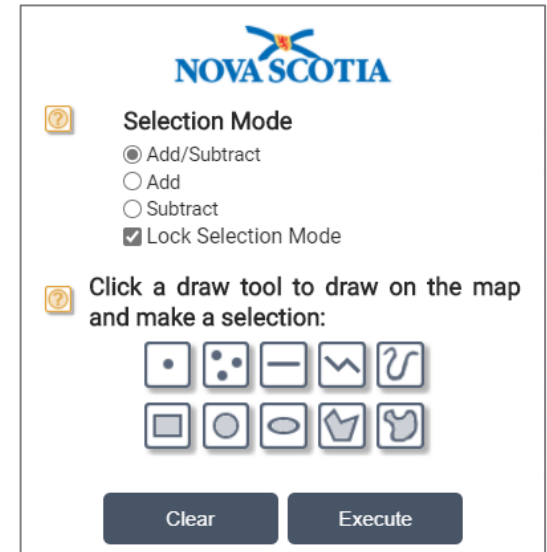 NOVA SCOTIA
? Selection Mode
Add/Subtract
Add
Subtract
Lock Selection Mode
? Click a draw tool to draw on the map
and make a selection:
Clear Execute